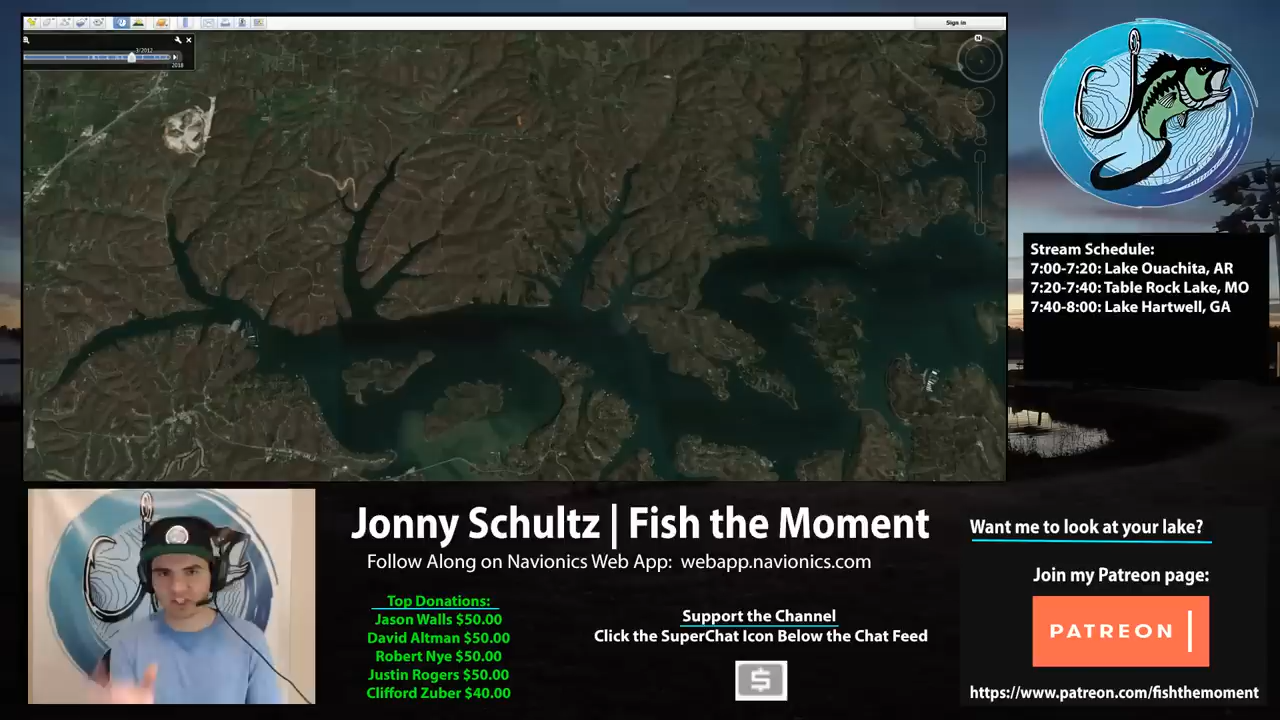 Sign in
3/2012
2018
N
Stream Schedule:
7:00-7:20: Lake Ouachita, AR
7:20-7:40: Table Rock Lake, MO
7:40-8:00: Lake Hartwell, GA
Jonny Schultz | Fish the Moment
Follow Along on Navionics Web App: webapp.navionics.com
Top Donations:
Jason Walls $50.00
David Altman $50.00
Robert Nye $50.00
Justin Rogers $50.00
Clifford Zuber $40.00
Support the Channel
Click the SuperChat Icon Below the Chat Feed
$
Want me to look at your lake?
Join my Patreon page:
PATREON
https://www.patreon.com/fishthemoment